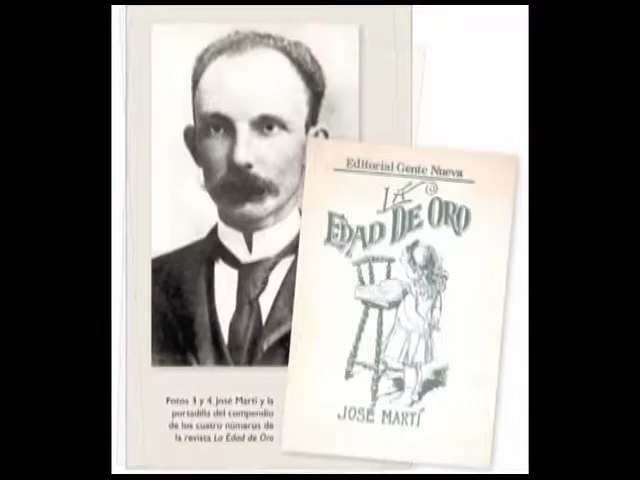 Editorial Gente Nueva
LA
EDAD DE ORO
JOSÉ MARTÍ
Fotos 3 y 4. José Martí y la
portadilla del compendio
de los cuatro números de
la revista La Edad de Oro